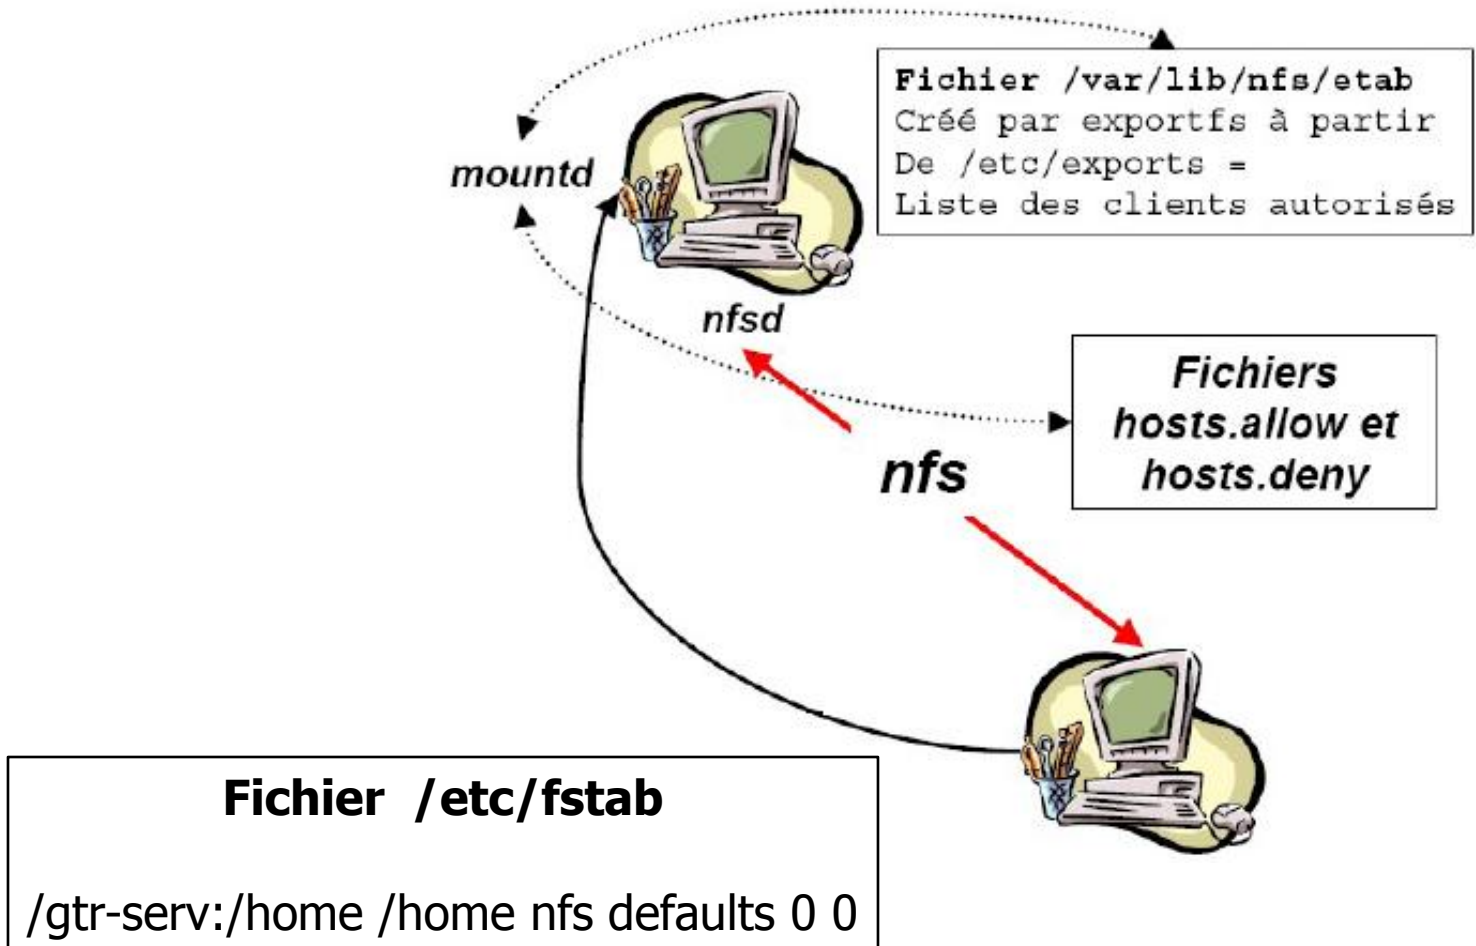 Fichier /var/lib/nfs/etab
Créé par exportfs à partir
De /etc/exports =
Liste des clients autorisés
mountd
nfsd
Fichiers
hosts.allow et
hosts.deny
nfs
Fichier /etc/fstab
/gtr-serv:/home /home nfs defaults 0 0